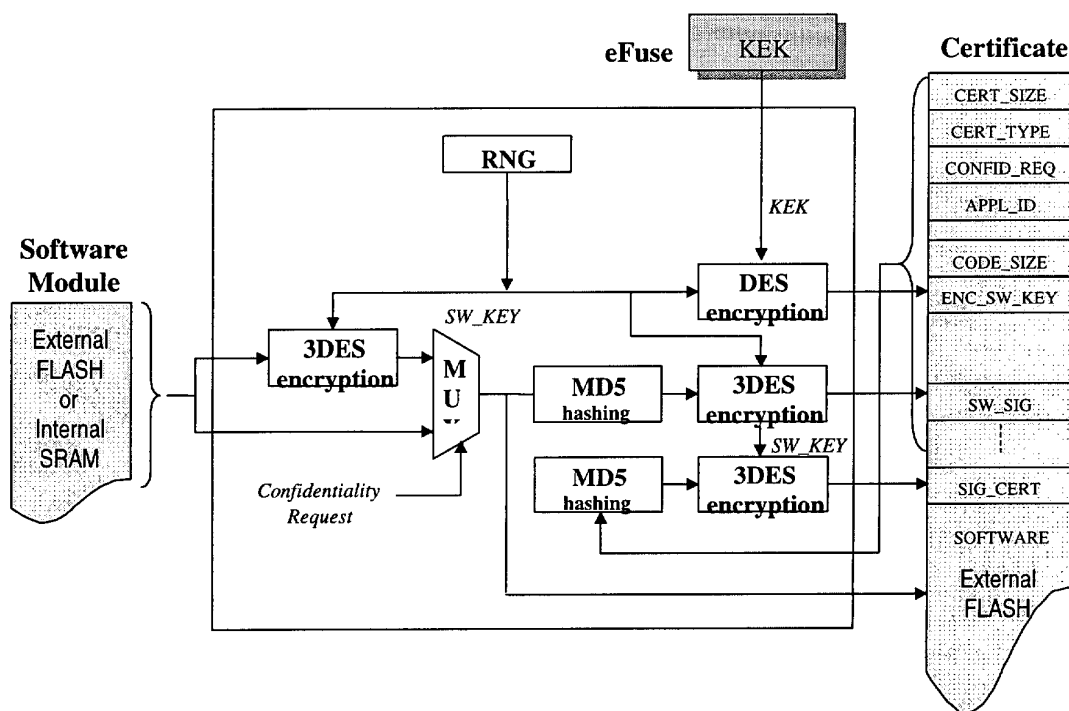 eFuse
KEK
Certificate
CERT_SIZE
CERT_TYPE
CONFID_REQ
APPL_ID
CODE_SIZE
ENC_SW_KEY
SW_SIG
SIG_CERT
SOFTWARE
External
FLASH
RNG
KEK
Software
Module
External
FLASH
or
Internal
SRAM
3DES
encryption
SW_KEY
M
U
DES
encryption
MD5
hashing
3DES
encryption
SW_KEY
MD5
hashing
3DES
encryption
Confidentiality
Request